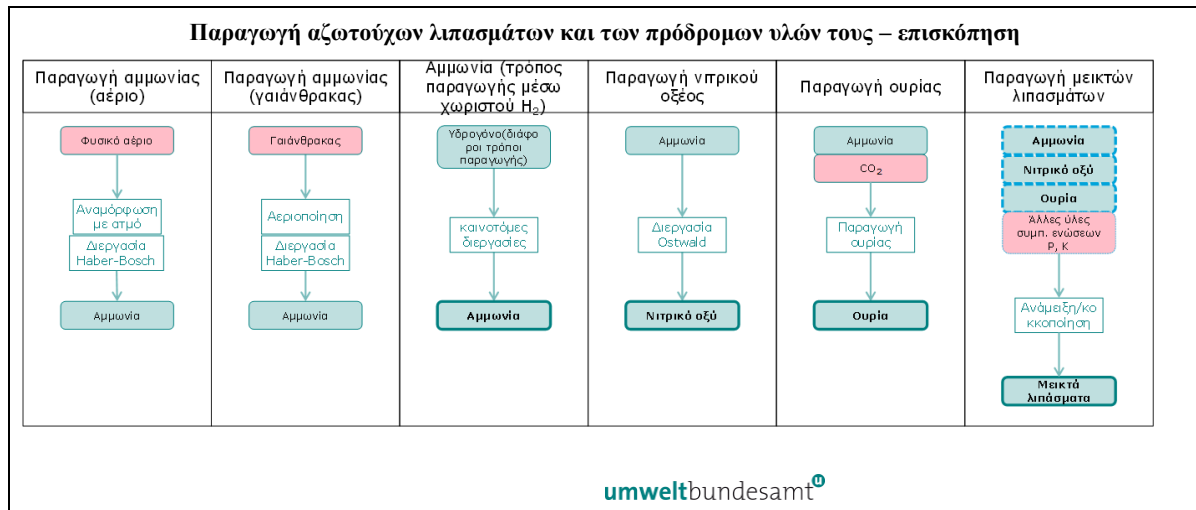 Παραγωγή αζωτούχων λιπασμάτων και των πρόδρομων υλών τους – επισκόπηση
Παραγωγή αμμωνίας
(αέριο)
Φυσικό αέριο
Αναμόρφωση
με ατμό
Διεργασία
Haber-Bosch
Αμμωνία
Παραγωγή αμμωνίας
(γαιάνθρακας)
Γαιάνθρακας
Αεριοποίηση
Διεργασία
Haber-Bosch
Αμμωνία
Αμμωνία (τρόπος
παραγωγής μέσω
χωριστού H₂)
Υδρογόνο(διάφο
ροι τρόποι
παραγωγής)
καινοτόμες
διεργασίες
Αμμωνία
Παραγωγή νιτρικού
οξέος
Αμμωνία
Διεργασία
Ostwald
Νιτρικό οξύ
Παραγωγή ουρίας
Αμμωνία
CO₂
Παραγωγή
ουρίας
Ουρία
Παραγωγή μεικτών
λιπασμάτων
Αμμωνία
Νιτρικό οξύ
Ουρία
Άλλες ύλες
συμπ. ενώσεων
P, K
Ανάμειξη/κο
κκοποίηση
Μεικτά
λιπάσματα
umweltbundesamt
u